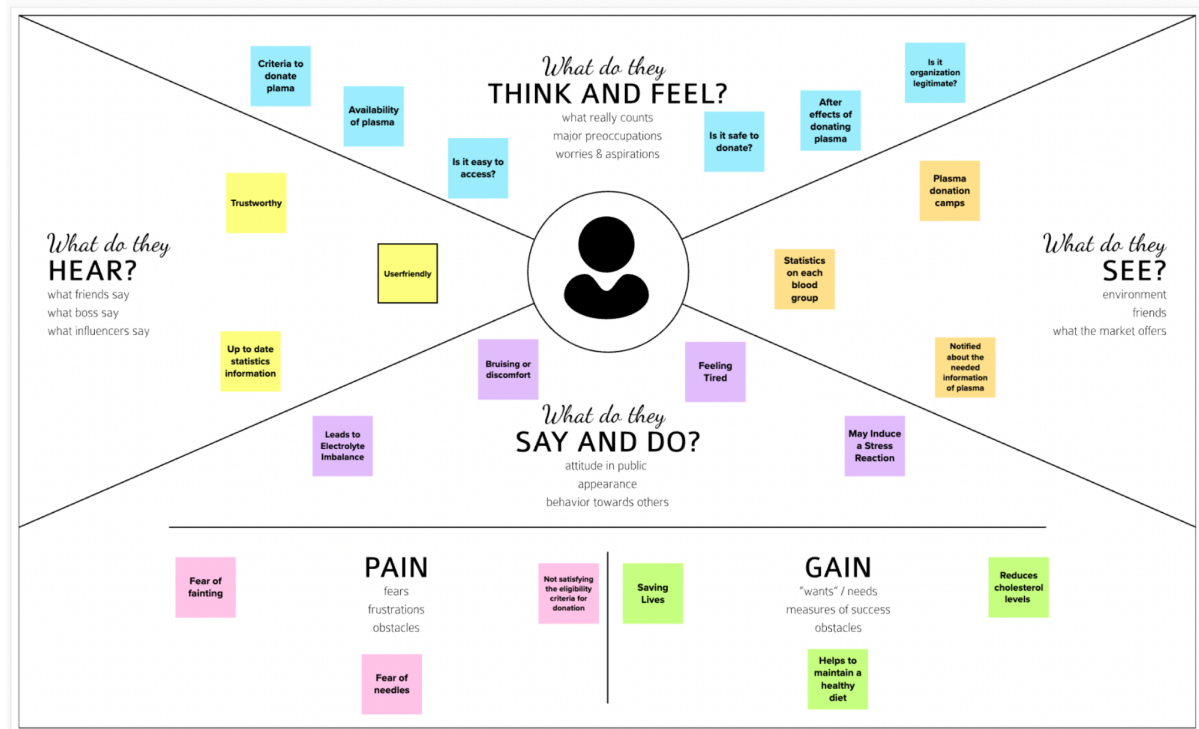 What do they
THINK AND FEEL?
what really counts
major preoccupations
worries & aspirations
Criteria to
donate
plama
Availability
of plasma
Is it easy to
access?
Is it safe to
donate?
After
effects of
donating
plasma
Is it
organization
legitimate?
What do they
HEAR?
what friends say
what boss say
what influencers say
Trustworthy
Userfriendly
Up to date
statistics
information
What do they
SEE?
environment
friends
what the market offers
Plasma
donation
camps
Statistics
on each
blood
group
Notified
about the
needed
information
of plasma
What do they
SAY AND DO?
attitude in public
appearance
behavior towards others
Bruising or
discomfort
Feeling
Tired
Leads to
Electrolyte
Imbalance
May Induce
a Stress
Reaction
PAIN
fears
frustrations
obstacles
Fear of
fainting
Not satisfying
the eligibility
criteria for
donation
Fear of
needles
GAIN
"wants" / needs
measures of success
obstacles
Saving
Lives
Reduces
cholesterol
levels
Helps to
maintain a
healthy
diet